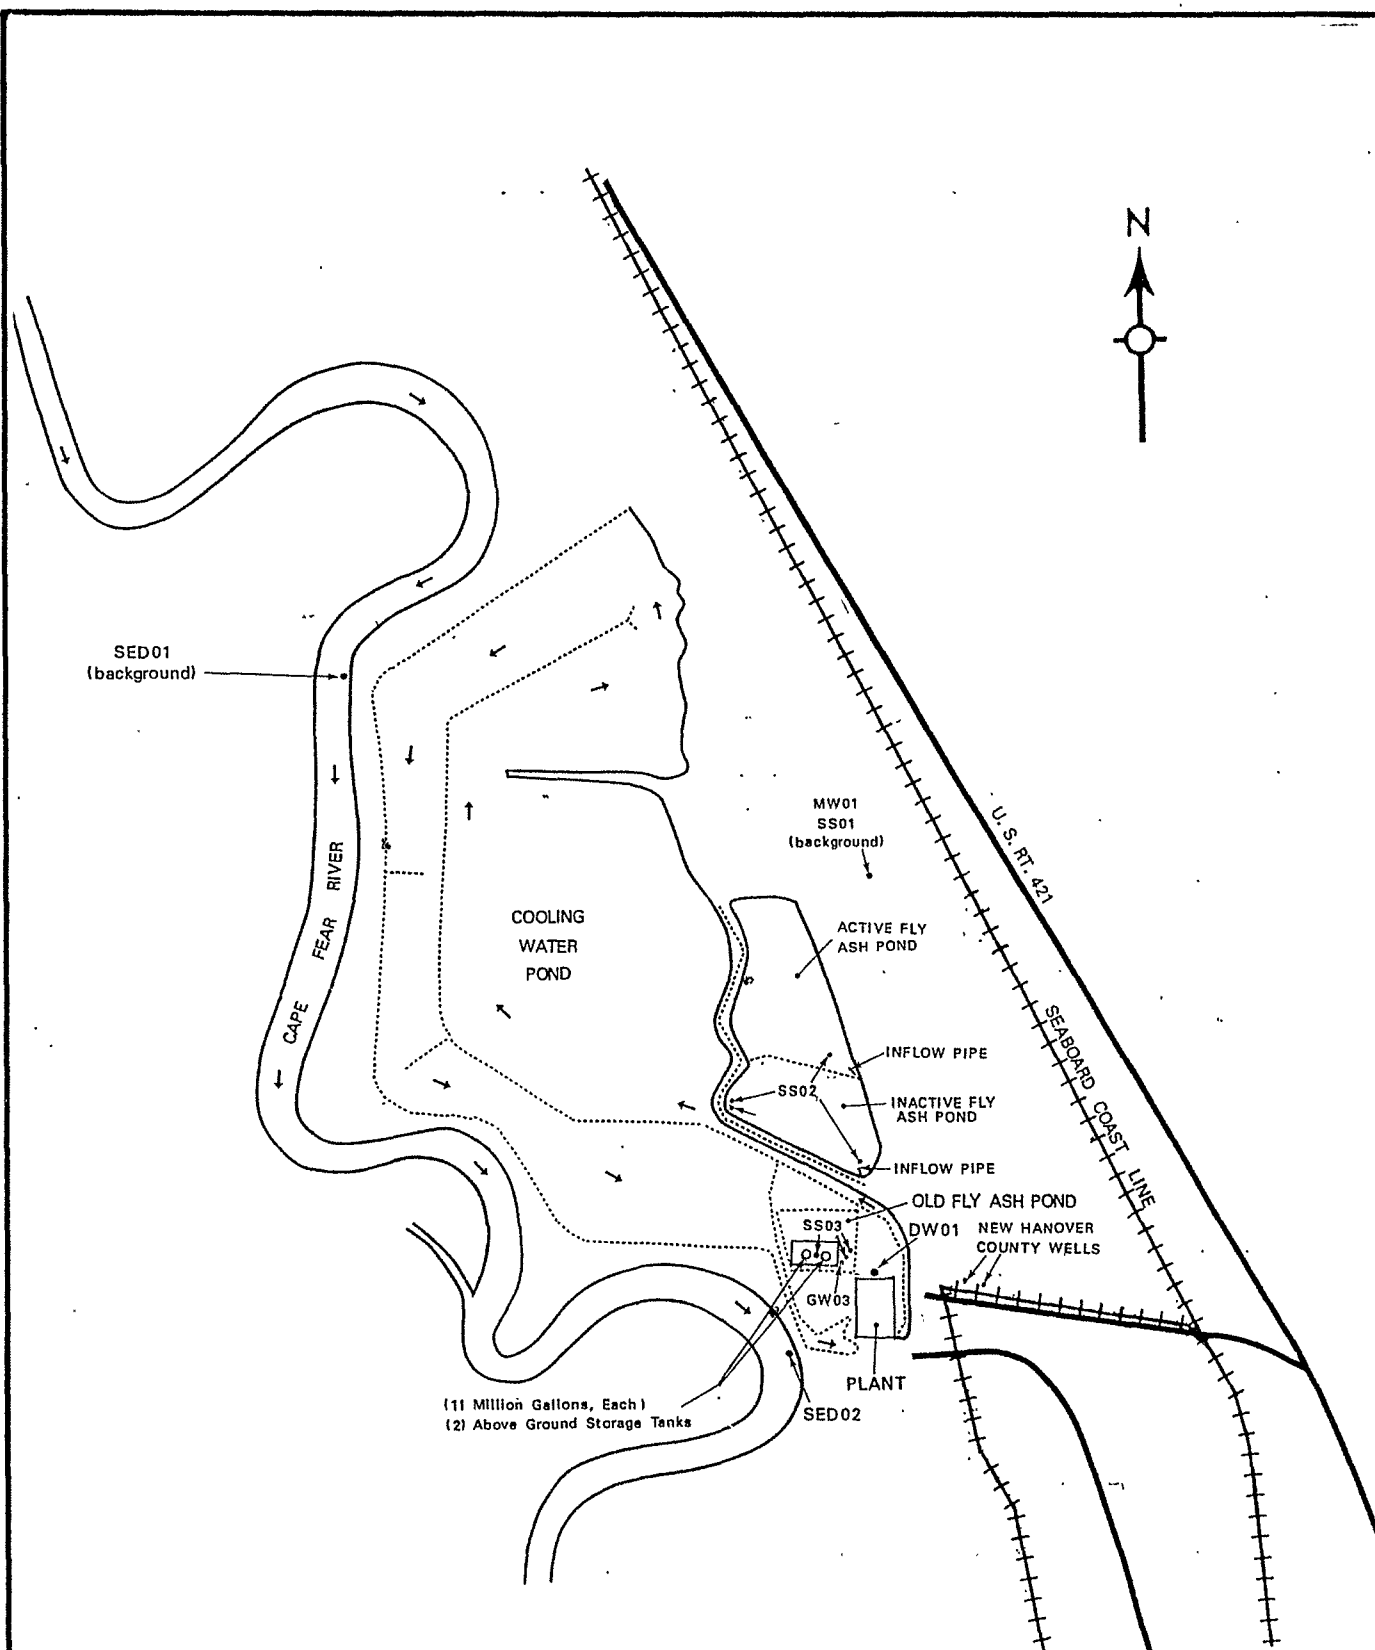 N
SED01
(background)
MW01
SS01
(background)
U. S. RT. 421
CAPE FEAR RIVER
COOLING
WATER
POND
ACTIVE FLY
ASH POND
SEABOARD COAST LINE
INFLOW PIPE
SS02
INACTIVE FLY
ASH POND
INFLOW PIPE
OLD FLY ASH POND
SS03
DW01
NEW HANOVER
COUNTY WELLS
GW03
PLANT
(11 Million Gallons, Each)
(2) Above Ground Storage Tanks
SED02